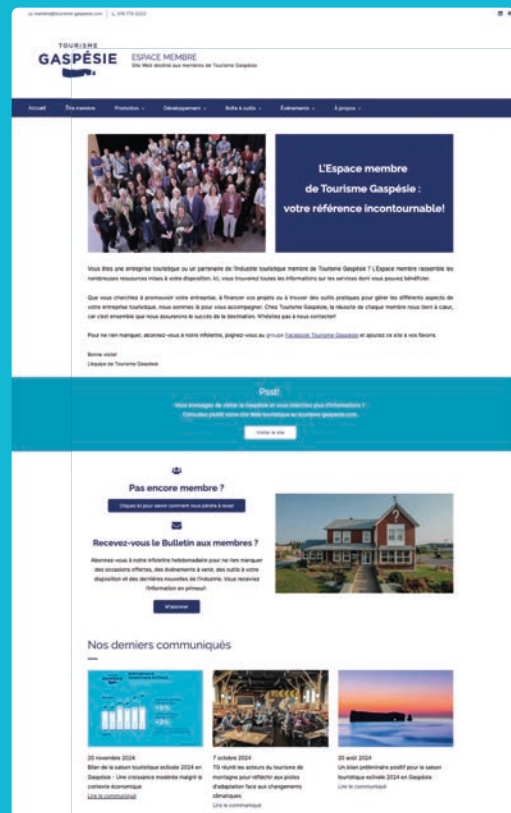 membre@tourisme-gaspesie.com
418 775-2223
TOURISME
GASPÉSIE
ESPACE MEMBRE
Site Web destiné aux membres de Tourisme Gaspésie
Accueil Être membre Promotion Développement Boîte à outils Événements À propos
L'Espace membre
de Tourisme Gaspésie :
votre référence incontournable!
Vous êtes une entreprise touristique ou un partenaire de l'industrie touristique membre de Tourisme Gaspésie ? L'Espace membre rassemble les
nombreuses ressources mises à votre disposition. Ici, vous trouverez toutes les informations sur les services dont vous pouvez bénéficier.
Que vous cherchiez à promouvoir votre entreprise, à financer vos projets ou à trouver des outils pratiques pour gérer les différents aspects de
votre entreprise touristique, nous sommes là pour vous accompagner. Chez Tourisme Gaspésie, la réussite de chaque membre nous tient à cœur,
car c'est ensemble que nous assurerons le succès de la destination. N'hésitez pas à nous contacter!
Pour ne rien manquer, abonnez-vous à notre infolettre, joignez-vous au groupe Facebook Tourisme Gaspésie et ajoutez ce site à vos favoris.
Bonne visite!
L'équipe de Tourisme Gaspésie
Psst!
Vous envisagez de visiter la Gaspésie et vous cherchez plus d'informations ?
Consultez plutôt notre site Web touristique au tourisme-gaspesie.com.
Visiter le site
Pas encore membre ?
Cliquez ici pour savoir comment vous joindre à nous!
Recevez-vous le Bulletin aux membres ?
Abonnez-vous à notre infolettre hebdomadaire pour ne rien manquer
des occasions offertes, des événements à venir, des outils à votre
disposition et des dernières nouvelles de l'industrie. Vous recevrez
l'information en primeur!
M'abonner
Nos derniers communiqués
GASPÉSIE
20 novembre 2024
Bilan de la saison touristique estivale 2024 en
Gaspésie – Une croissance modérée malgré le
contexte économique
Lire le communiqué
7 octobre 2024
TG réunit les acteurs du tourisme de
montagne pour réfléchir aux pistes
d'adaptation face aux changements
climatiques
Lire le communiqué
20 août 2024
Un bilan préliminaire positif pour la saison
touristique estivale 2024 en Gaspésie
Lire le communiqué